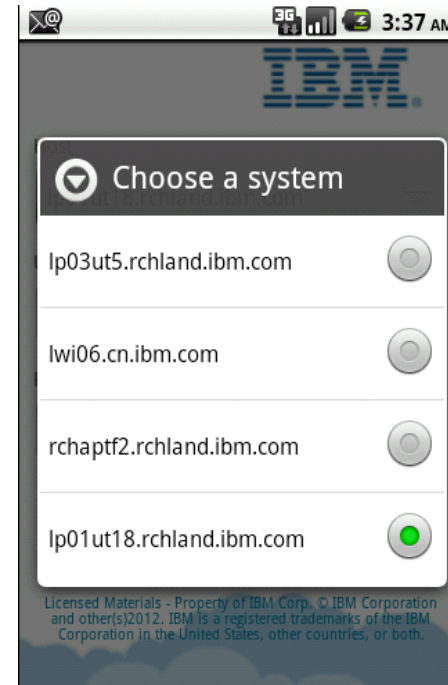 3G
3:37 AM
IBM.
Host
Choose a system
lp03ut5.rchland.ibm.com
lwi06.cn.ibm.com
rchaptf2.rchland.ibm.com
lp01ut18.rchland.ibm.com
Licensed Materials - Property of IBM Corp. © IBM Corporation
and other(s)2012. IBM is a registered trademarks of the IBM
Corporation in the United States, other countries, or both.